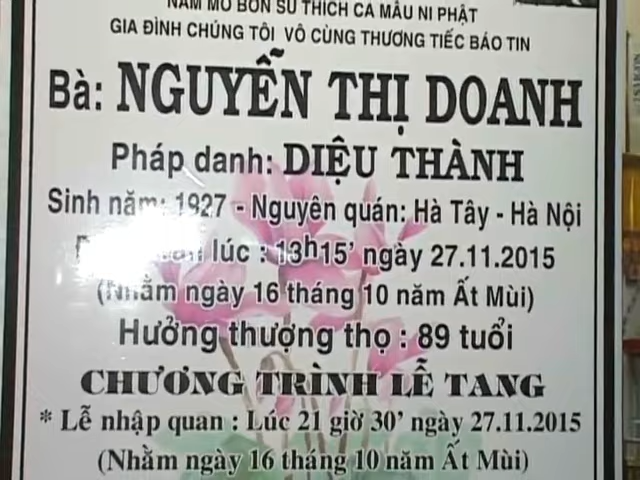 NAM MÔ BỔN SƯ THÍCH CA MÂU NI PHẬT
GIA ĐÌNH CHÚNG TÔI VÔ CÙNG THƯƠNG TIẾC BÁO TIN
Bà: NGUYỄN THỊ DOANH
Pháp danh: DIỆU THÀNH
Sinh năm: 1927 - Nguyên quán: Hà Tây - Hà Nội
lúc : 13h15' ngày 27.11.2015
(Nhằm ngày 16 tháng 10 năm Ất Mùi)
Hưởng thượng thọ : 89 tuổi
CHƯƠNG TRÌNH LỄ TANG
* Lễ nhập quan : Lúc 21 giờ 30' ngày 27.11.2015
(Nhằm ngày 16 tháng 10 năm Ất Mùi)